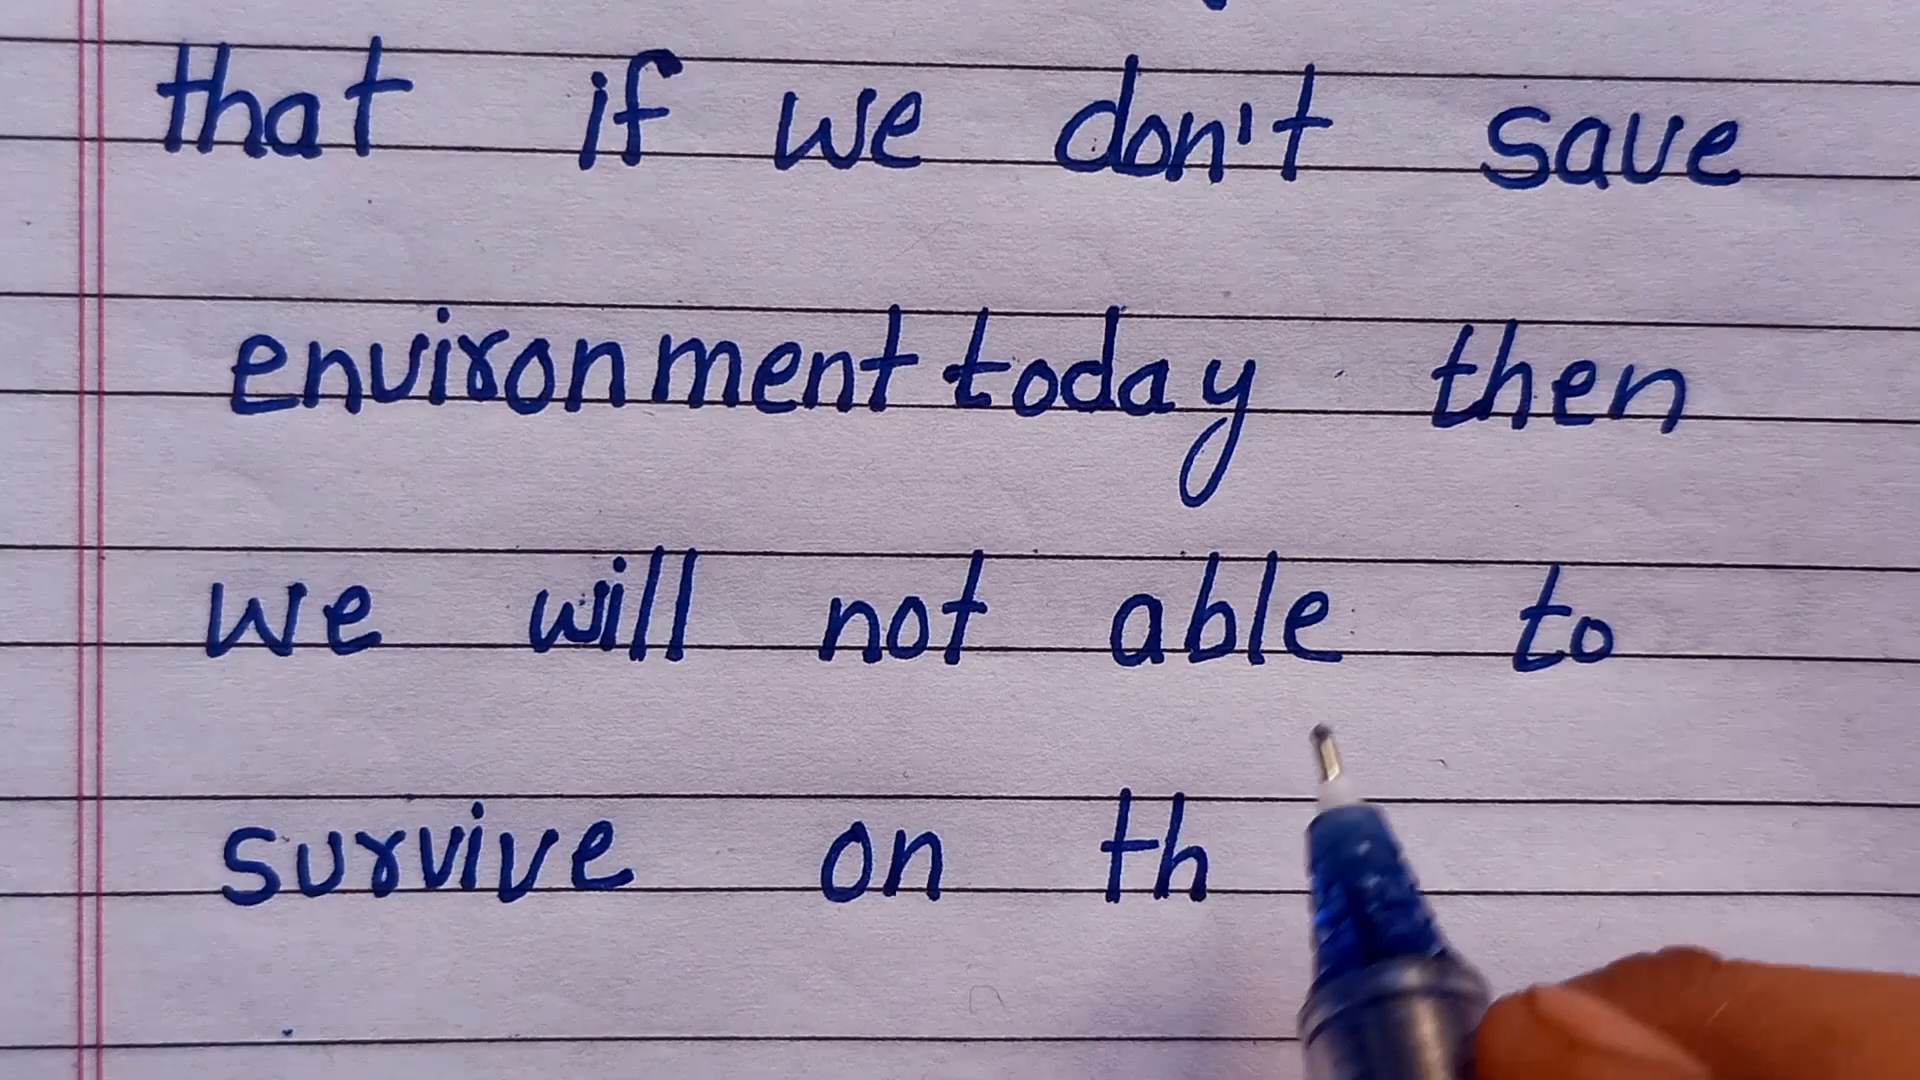 that if we don't save
environment today then
we will not able to
survive on th